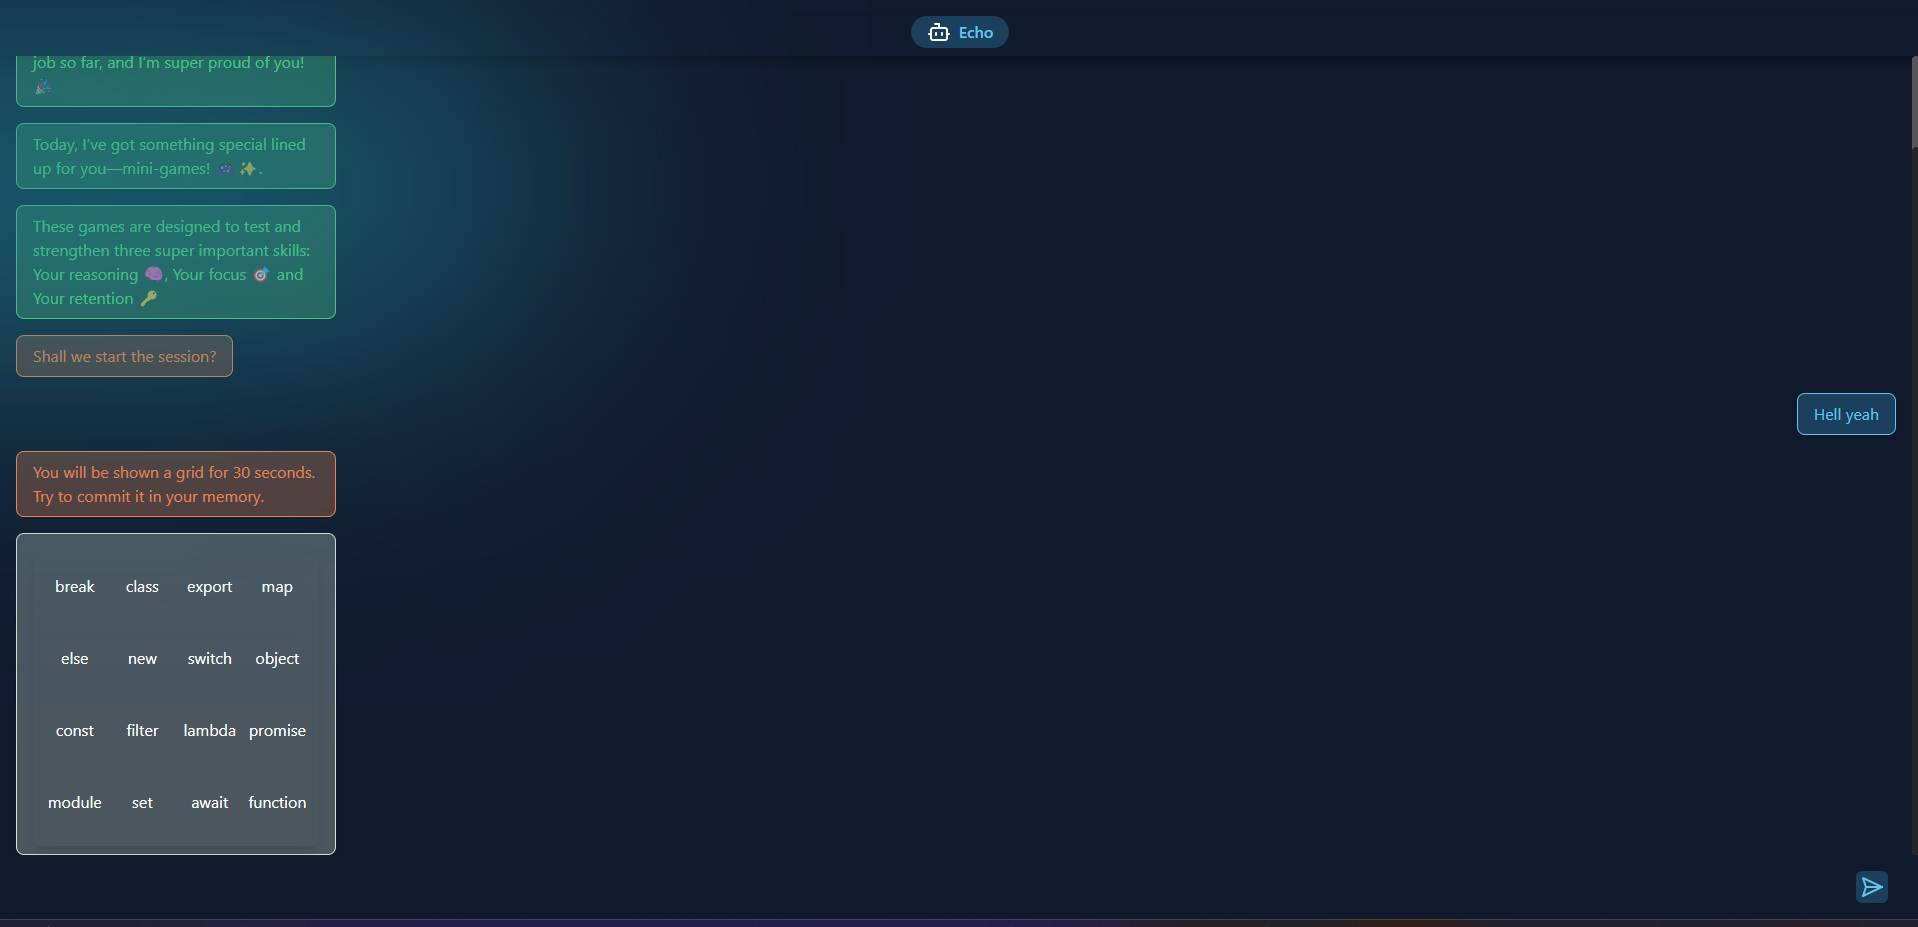 Echo
job so far, and I'm super proud of you!
🎉
Today, I've got something special lined
up for you—mini-games! 👾 ✨.
These games are designed to test and
strengthen three super important skills:
Your reasoning 🧠, Your focus 🎯 and
Your retention 🔑
Shall we start the session?
Hell yeah
You will be shown a grid for 30 seconds.
Try to commit it in your memory.
break class export map
else new switch object
const filter lambda promise
module set await function